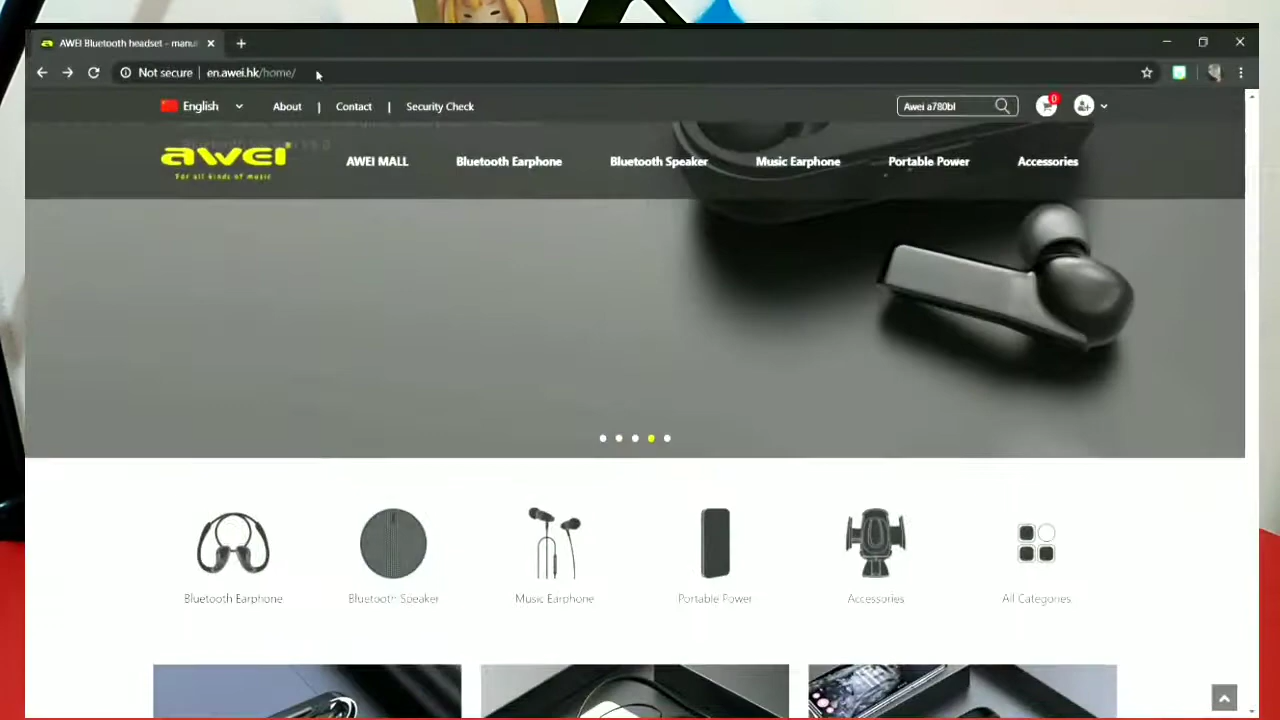 AWEI Bluetooth headset - manu
Not secure | en.awei.hk/home/
English About | Contact | Security Check Awei a780bl 0
awei
For all kinds of music
AWEI MALL Bluetooth Earphone Bluetooth Speaker Music Earphone Portable Power Accessories
Bluetooth Earphone Bluetooth Speaker Music Earphone Portable Power Accessories All Categories